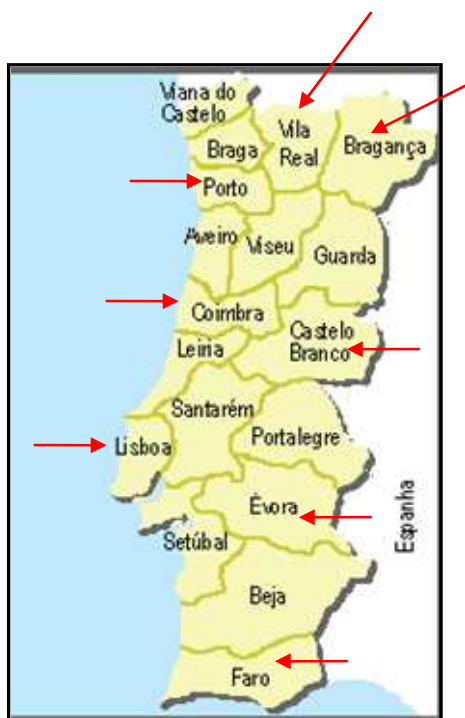 Viana do
Castelo
Braga
Vila
Real
Bragança
Porto
Aveiro
Viseu
Guarda
Coimbra
Castelo
Branco
Leiria
Santarém
Lisboa
Portalegre
Évora
Espanha
Setúbal
Beja
Faro